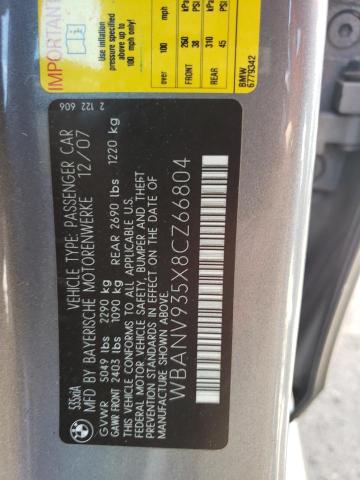 IMPORTANT
Use inflation
pressure specified for
100 mph only!
over 100 mph
kPa PSI
FRONT 260 38
kPa PSI
REAR 310 45
BMW
6779342
2 122 606
535xiA
VEHICLE TYPE: PASSENGER CAR
MFD BY BAYERISCHE MOTORENWERKE 12/07
GVWR 5049 lbs 2290 kg
GAWR FRONT 2403 lbs 1090 kg REAR 2690 lbs 1220 kg
THIS VEHICLE CONFORMS TO ALL APPLICABLE U.S.
FEDERAL MOTOR VEHICLE SAFETY, BUMPER AND THEFT
PREVENTION STANDARDS IN EFFECT ON THE DATE OF
MANUFACTURE SHOWN ABOVE
WBANV935X8CZ66804